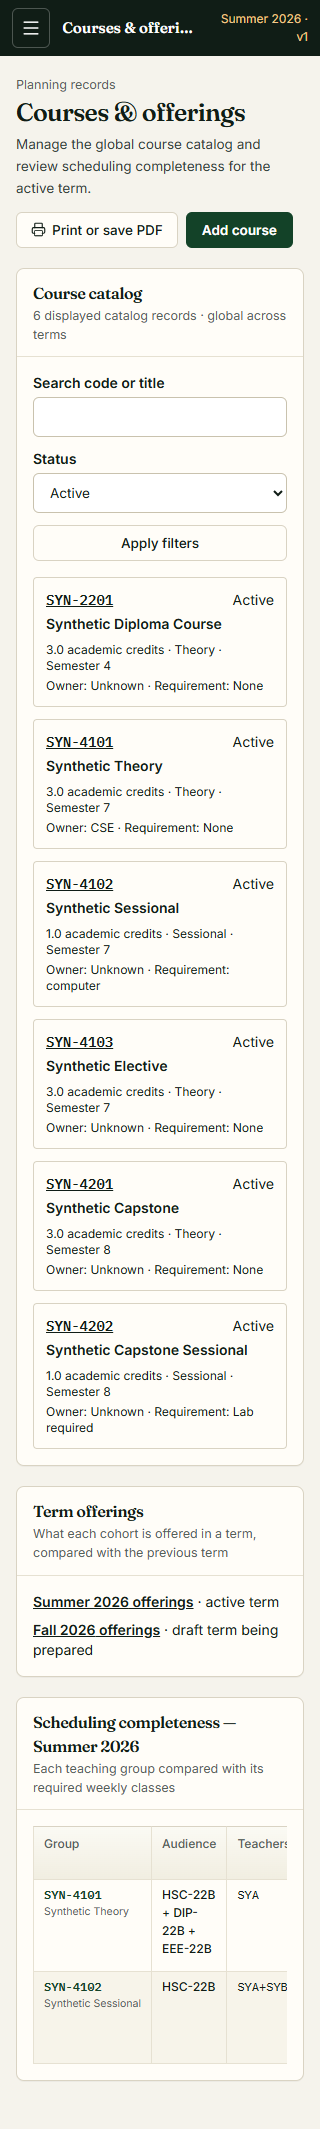 Courses & offeri...
Summer 2026 ·
v1
Planning records
Courses & offerings
Manage the global course catalog and
review scheduling completeness for the
active term.
Print or save PDF
Add course
Course catalog
6 displayed catalog records · global across
terms
Search code or title
Status
Active
Apply filters
SYN-2201 Active
Synthetic Diploma Course
3.0 academic credits · Theory ·
Semester 4
Owner: Unknown · Requirement: None
SYN-4101 Active
Synthetic Theory
3.0 academic credits · Theory ·
Semester 7
Owner: CSE · Requirement: None
SYN-4102 Active
Synthetic Sessional
1.0 academic credits · Sessional ·
Semester 7
Owner: Unknown · Requirement:
computer
SYN-4103 Active
Synthetic Elective
3.0 academic credits · Theory ·
Semester 7
Owner: Unknown · Requirement: None
SYN-4201 Active
Synthetic Capstone
3.0 academic credits · Theory ·
Semester 8
Owner: Unknown · Requirement: None
SYN-4202 Active
Synthetic Capstone Sessional
1.0 academic credits · Sessional ·
Semester 8
Owner: Unknown · Requirement: Lab
required
Term offerings
What each cohort is offered in a term,
compared with the previous term
Summer 2026 offerings · active term
Fall 2026 offerings · draft term being
prepared
Scheduling completeness —
Summer 2026
Each teaching group compared with its
required weekly classes
Group Audience Teachers
SYN-4101 HSC-22B SYA
Synthetic Theory + DIP-
22B +
EEE-22B
SYN-4102 HSC-22B SYA+SYB
Synthetic Sessional